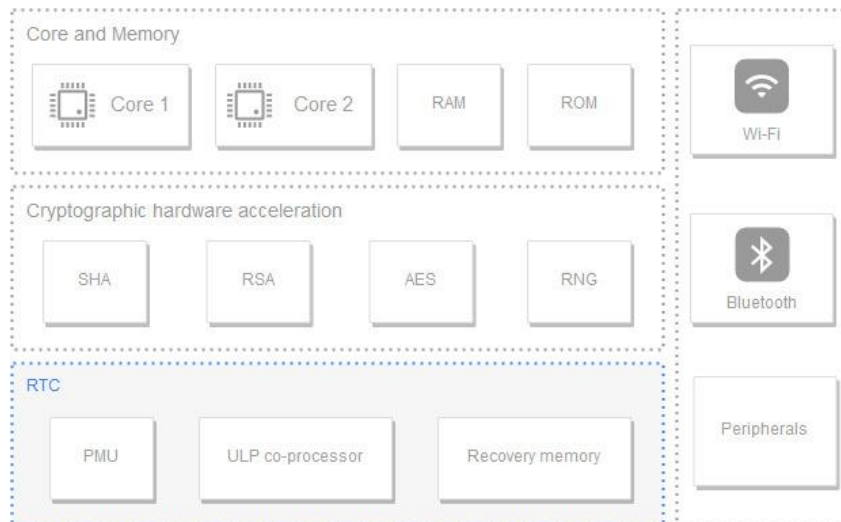 Core and Memory
Core 1
Core 2
RAM
ROM
Wi-Fi
Cryptographic hardware acceleration
SHA
RSA
AES
RNG
Bluetooth
RTC
PMU
ULP co-processor
Recovery memory
Peripherals